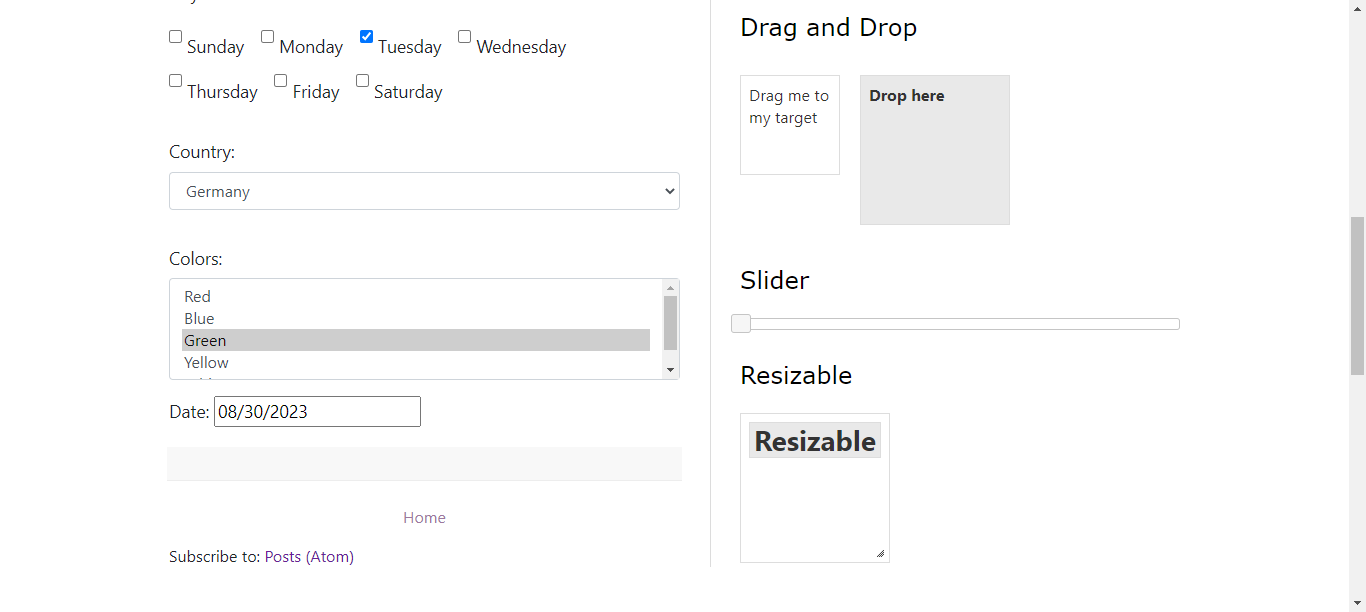 Sunday Monday Tuesday Wednesday
Thursday Friday Saturday
Country:
Germany
Colors:
Red
Blue
Green
Yellow
Date: 08/30/2023
Home
Subscribe to: Posts (Atom)
Drag and Drop
Drag me to
my target
Drop here
Slider
Resizable
Resizable